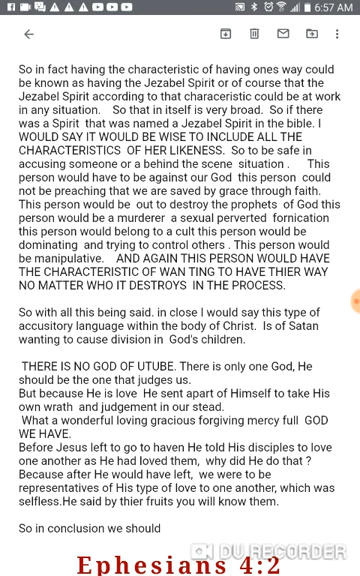 6:57 AM
So in fact having the characteristic of having ones way could
be known as having the Jezabel Spirit or of course that the
Jezabel Spirit according to that characeristic could be at work
in any situation. So that in itself is very broad. So if there
was a Spirit that was named a Jezabel Spirit in the bible. I
WOULD SAY IT WOULD BE WISE TO INCLUDE ALL THE
CHARACTERISTICS OF HER LIKENESS. So to be safe in
accusing someone or a behind the scene situation . This
person would have to be against our God this person could
not be preaching that we are saved by grace through faith.
This person would be out to destroy the prophets of God this
person would be a murderer a sexual perverted fornication
this person would belong to a cult this person would be
dominating and trying to control others . This person would
be manipulative. AND AGAIN THIS PERSON WOULD HAVE
THE CHARACTERISTIC OF WAN TING TO HAVE THIER WAY
NO MATTER WHO IT DESTROYS IN THE PROCESS.
So with all this being said. in close I would say this type of
accusitory language within the body of Christ. Is of Satan
wanting to cause division in God's children.
THERE IS NO GOD OF UTUBE. There is only one God, He
should be the one that judges us.
But because He is love He sent apart of Himself to take His
own wrath and judgement in our stead.
What a wonderful loving gracious forgiving mercy full GOD
WE HAVE.
Before Jesus left to go to haven He told His disciples to love
one another as He had loved them, why did He do that ?
Because after He would have left, we were to be
representatives of His type of love to one another, which was
selfless.He said by thier fruits you will know them.
So in conclusion we should
DU RECORDER
Ephesians 4:2